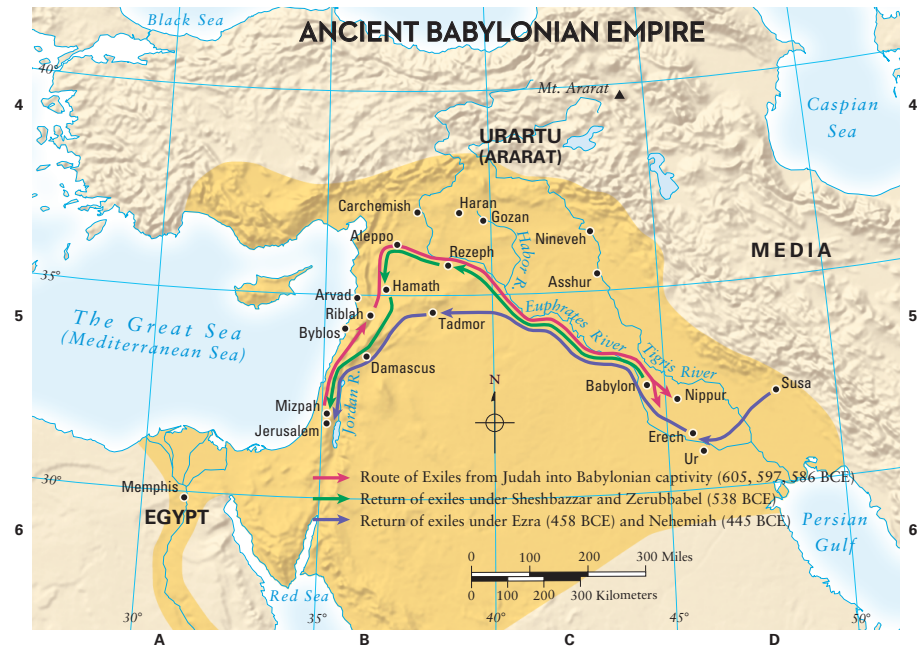 ANCIENT BABYLONIAN EMPIRE
Black Sea
40°
Mt. Ararat
4
4
Caspian
Sea
URARTU
(ARARAT)
Carchemish
Haran
Gozan
Aleppo
Rezeph
Habor R.
Nineveh
MEDIA
35°
Asshur
Hamath
Arvad
Riblah
Byblos
Tadmor
Euphrates River
5
5
The Great Sea
(Mediterranean Sea)
Damascus
Tigris River
Jordan R.
N
Babylon
Nippur
Susa
Mizpah
Jerusalem
Erech
Ur
30°
Memphis
EGYPT
Route of Exiles from Judah into Babylonian captivity (605, 597, 586 BCE)
Return of exiles under Sheshbazzar and Zerubbabel (538 BCE)
Return of exiles under Ezra (458 BCE) and Nehemiah (445 BCE)
6
6
Persian
Gulf
0 100 200 300 Miles
0 100 200 300 Kilometers
Red Sea
30° 35° 40° 45° 50°
A B C D